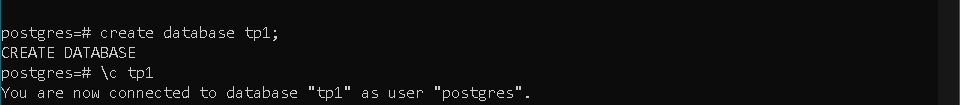 postgres=# create database tp1;
CREATE DATABASE
postgres=# \c tp1
You are now connected to database "tp1" as user "postgres".